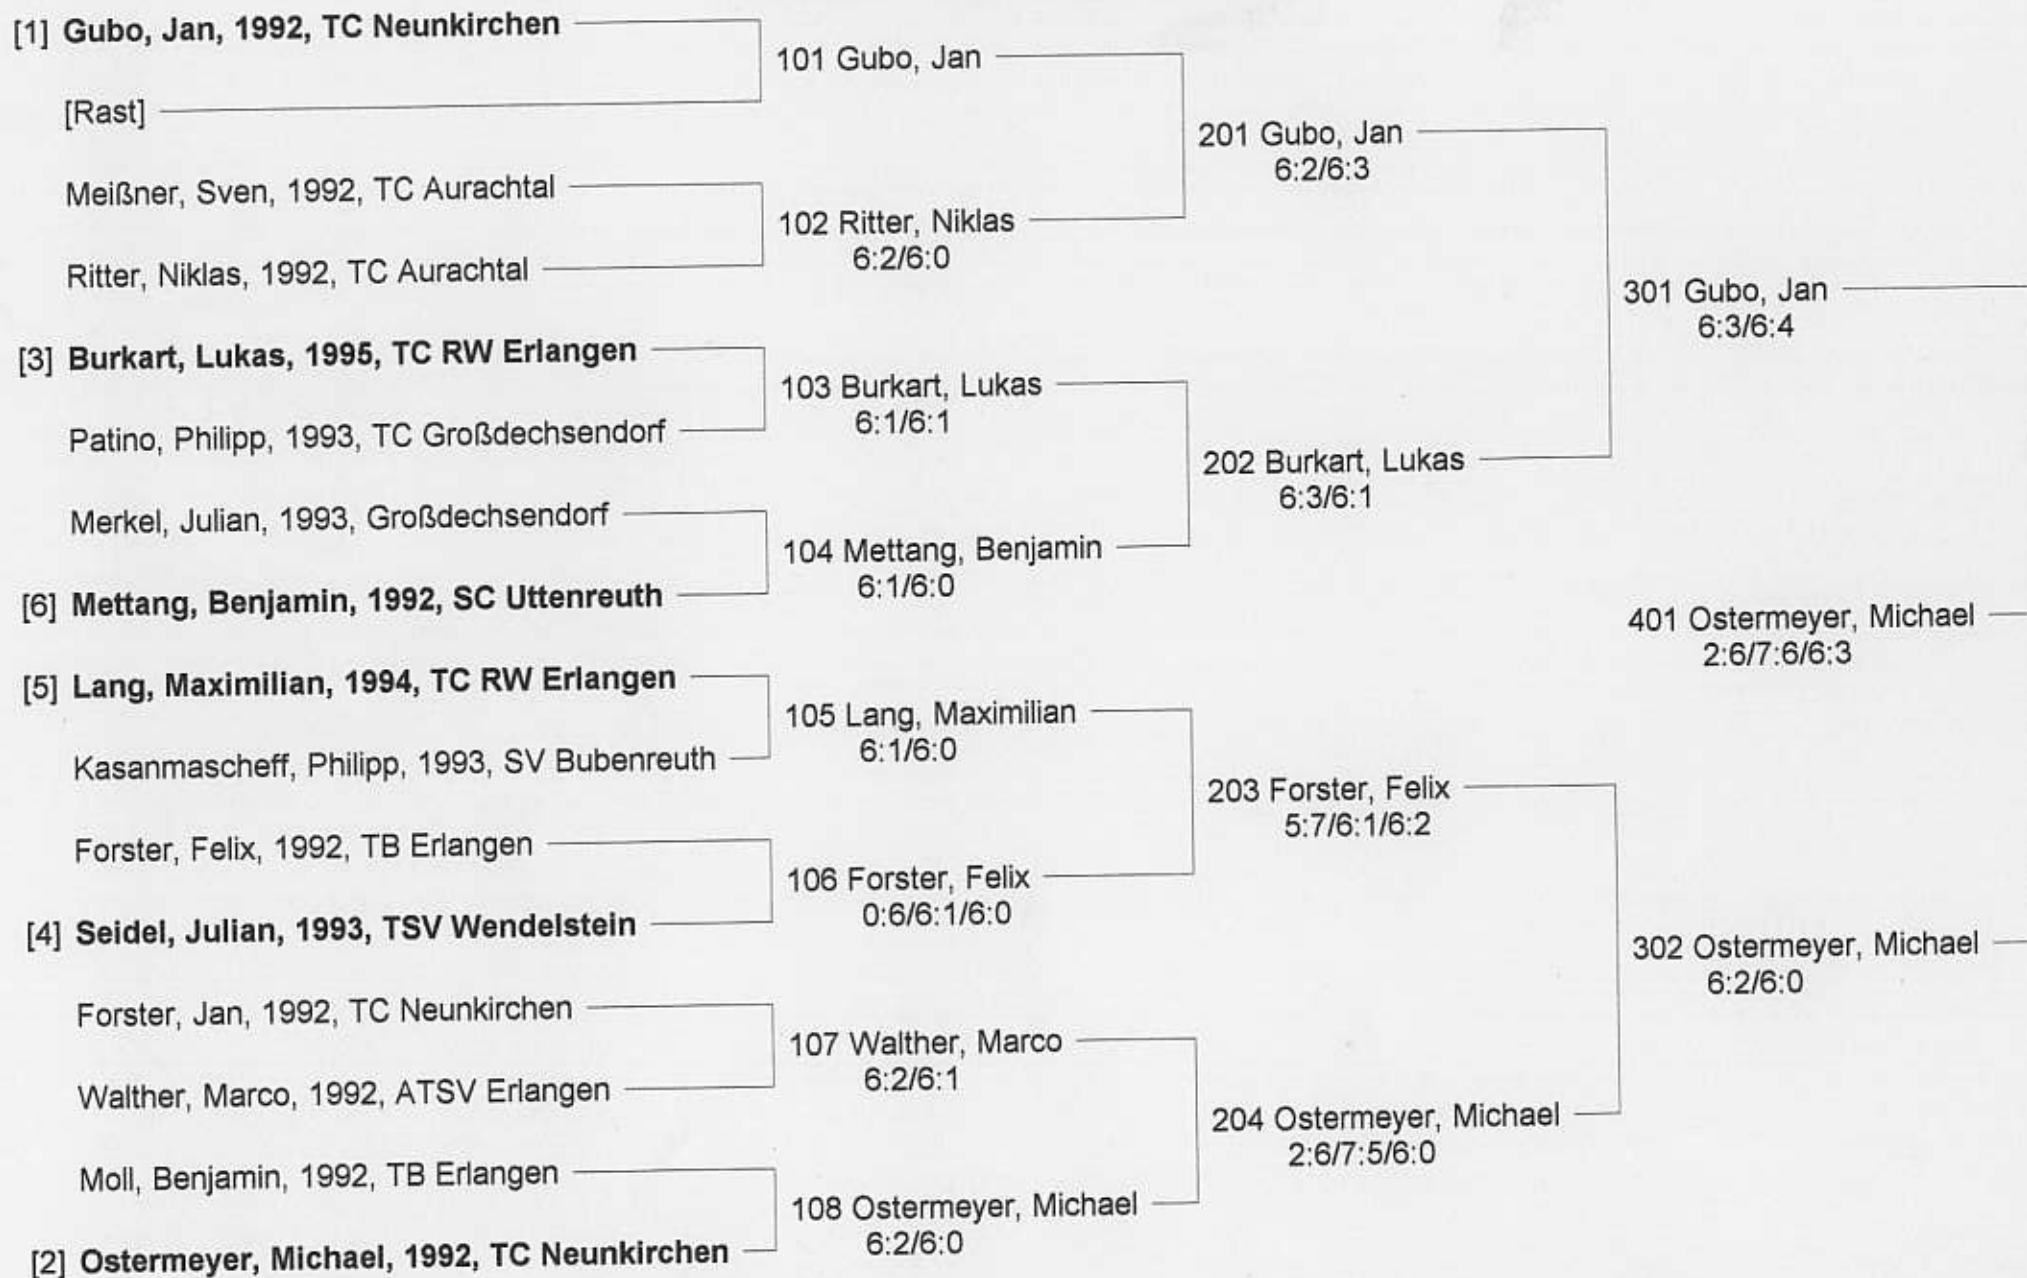 [1] Gubo, Jan, 1992, TC Neunkirchen
[Rast]
Meißner, Sven, 1992, TC Aurachtal
Ritter, Niklas, 1992, TC Aurachtal
[3] Burkart, Lukas, 1995, TC RW Erlangen
Patino, Philipp, 1993, TC Großdechsendorf
Merkel, Julian, 1993, Großdechsendorf
[6] Mettang, Benjamin, 1992, SC Uttenreuth
[5] Lang, Maximilian, 1994, TC RW Erlangen
Kasanmascheff, Philipp, 1993, SV Bubenreuth
Forster, Felix, 1992, TB Erlangen
[4] Seidel, Julian, 1993, TSV Wendelstein
Forster, Jan, 1992, TC Neunkirchen
Walther, Marco, 1992, ATSV Erlangen
Moll, Benjamin, 1992, TB Erlangen
[2] Ostermeyer, Michael, 1992, TC Neunkirchen
101 Gubo, Jan
102 Ritter, Niklas
6:2/6:0
103 Burkart, Lukas
6:1/6:1
104 Mettang, Benjamin
6:1/6:0
105 Lang, Maximilian
6:1/6:0
106 Forster, Felix
0:6/6:1/6:0
107 Walther, Marco
6:2/6:1
108 Ostermeyer, Michael
6:2/6:0
201 Gubo, Jan
6:2/6:3
202 Burkart, Lukas
6:3/6:1
203 Forster, Felix
5:7/6:1/6:2
204 Ostermeyer, Michael
2:6/7:5/6:0
301 Gubo, Jan
6:3/6:4
401 Ostermeyer, Michael
2:6/7:6/6:3
302 Ostermeyer, Michael
6:2/6:0